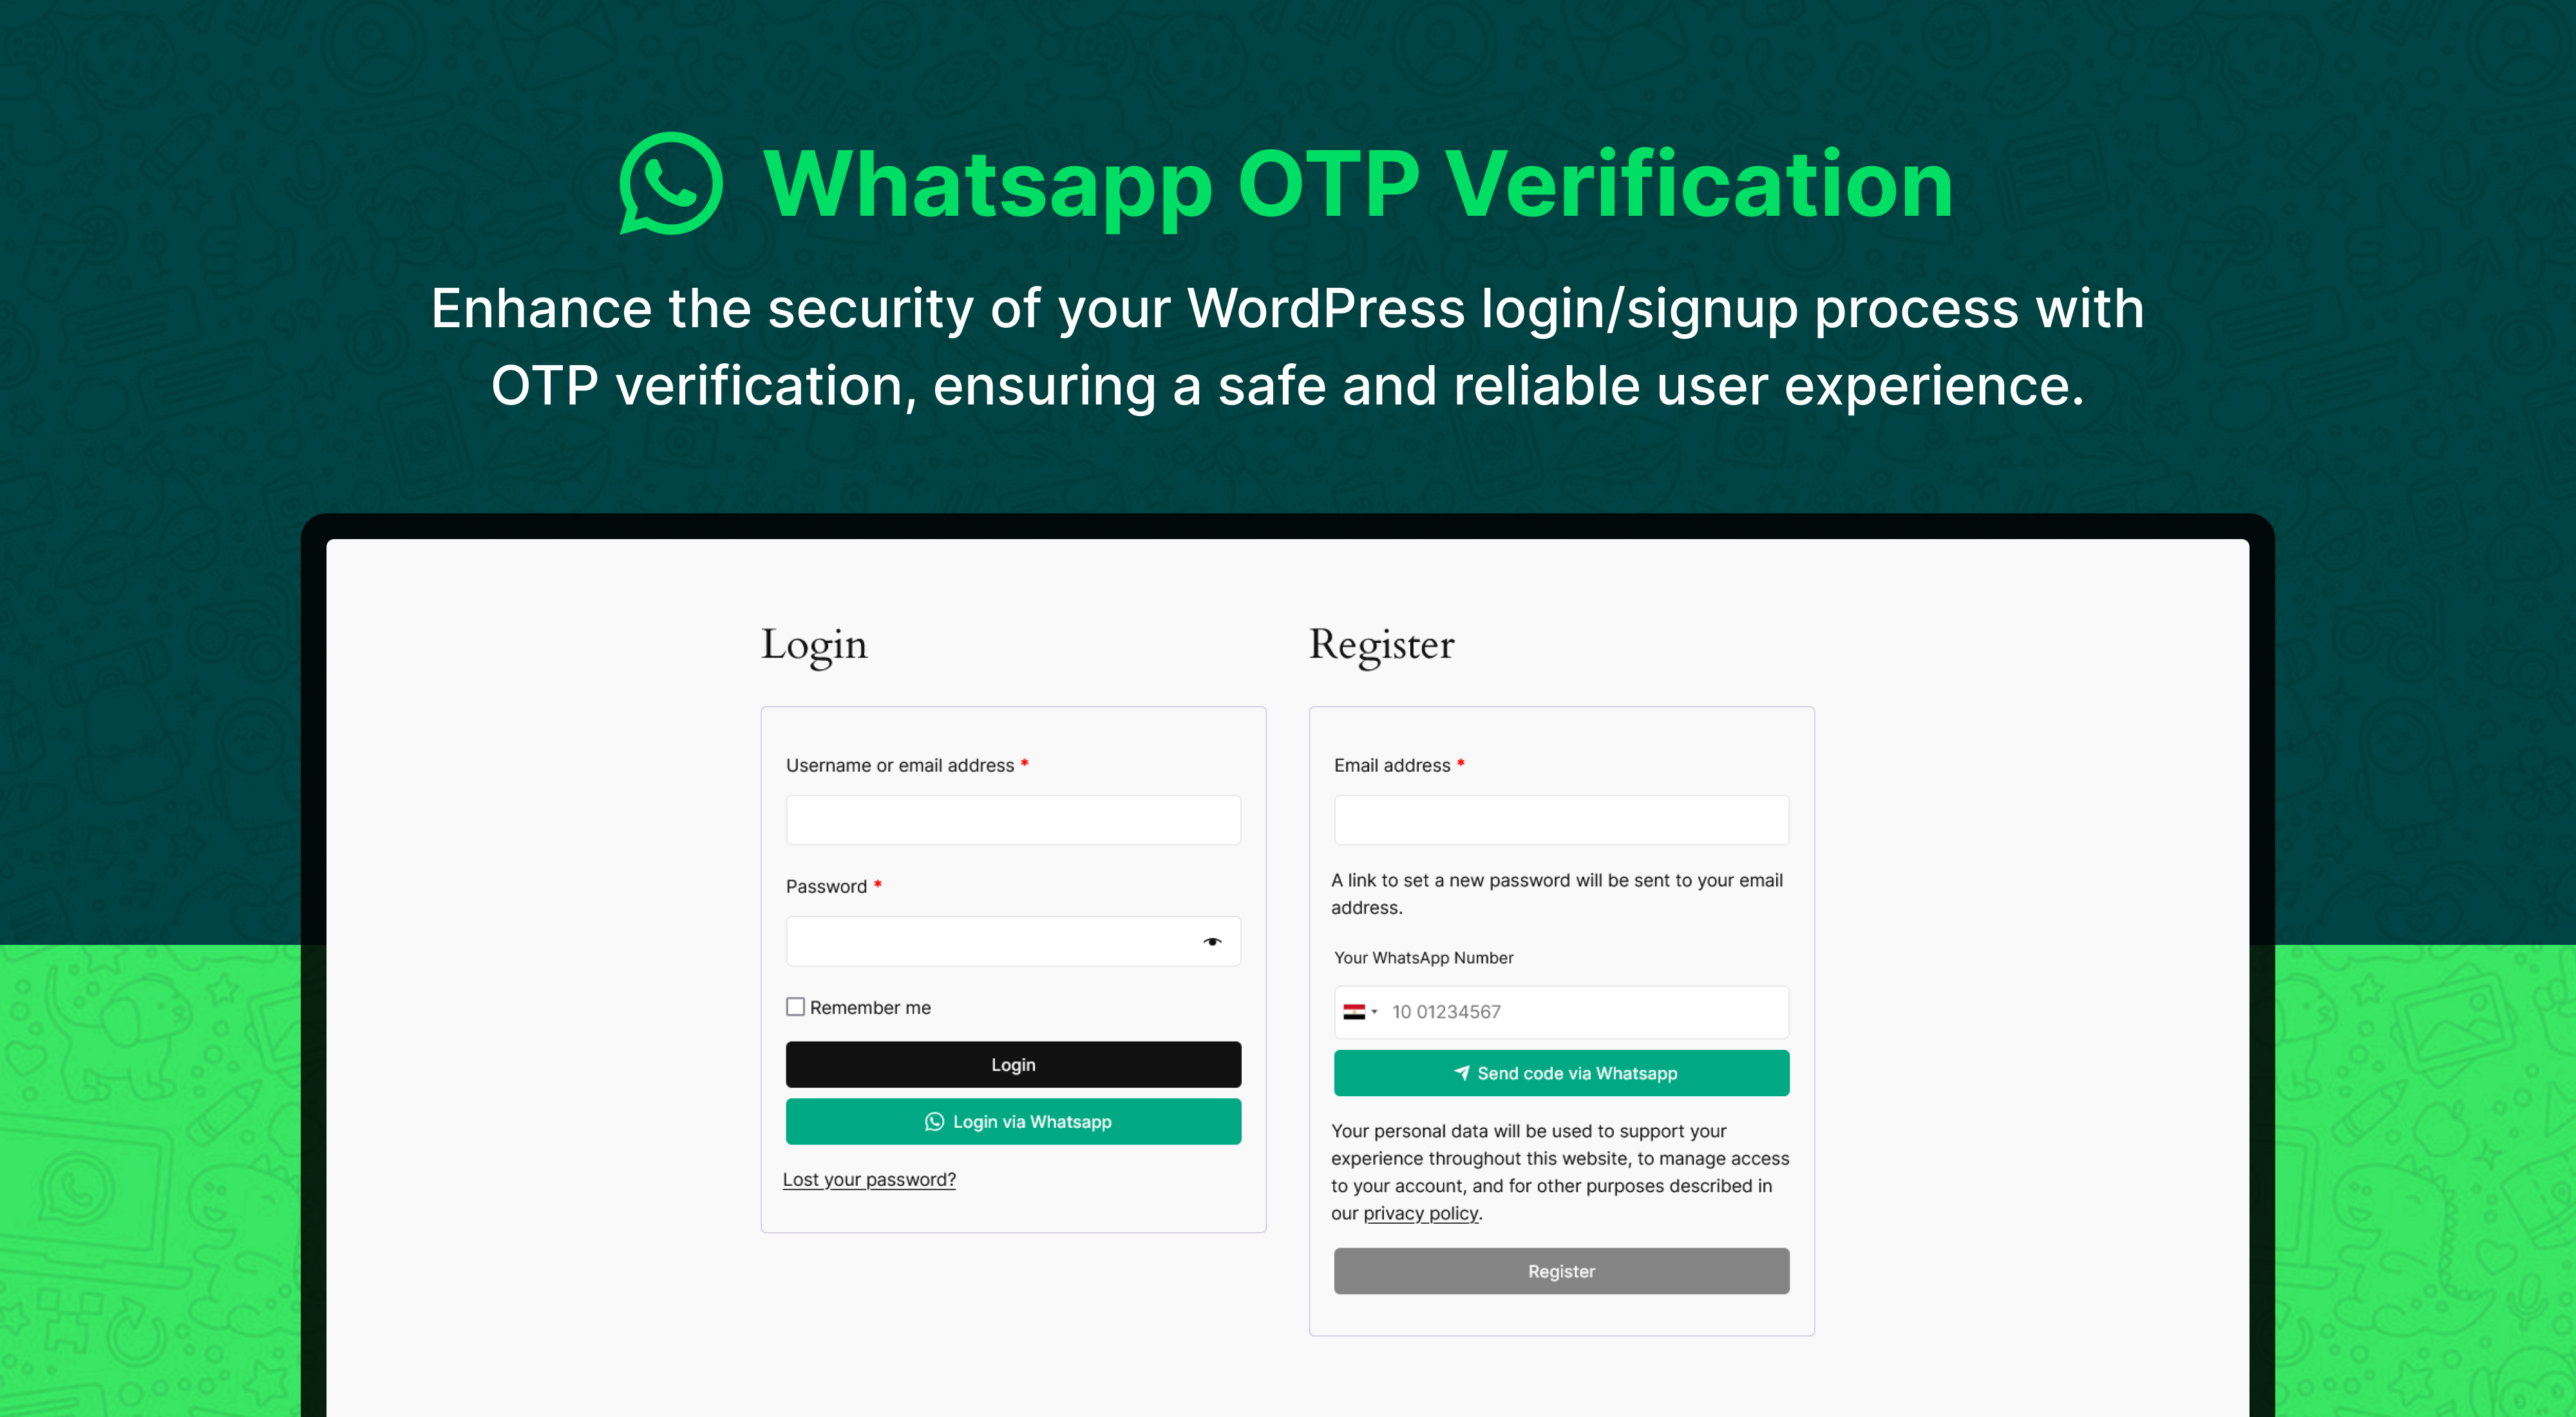 Whatsapp OTP Verification
Enhance the security of your WordPress login/signup process with
OTP verification, ensuring a safe and reliable user experience.
Login
Username or email address *
Password *
Remember me
Login
Login via Whatsapp
Lost your password?
Register
Email address *
A link to set a new password will be sent to your email
address.
Your WhatsApp Number
10 01234567
Send code via Whatsapp
Your personal data will be used to support your
experience throughout this website, to manage access
to your account, and for other purposes described in
our privacy policy.
Register